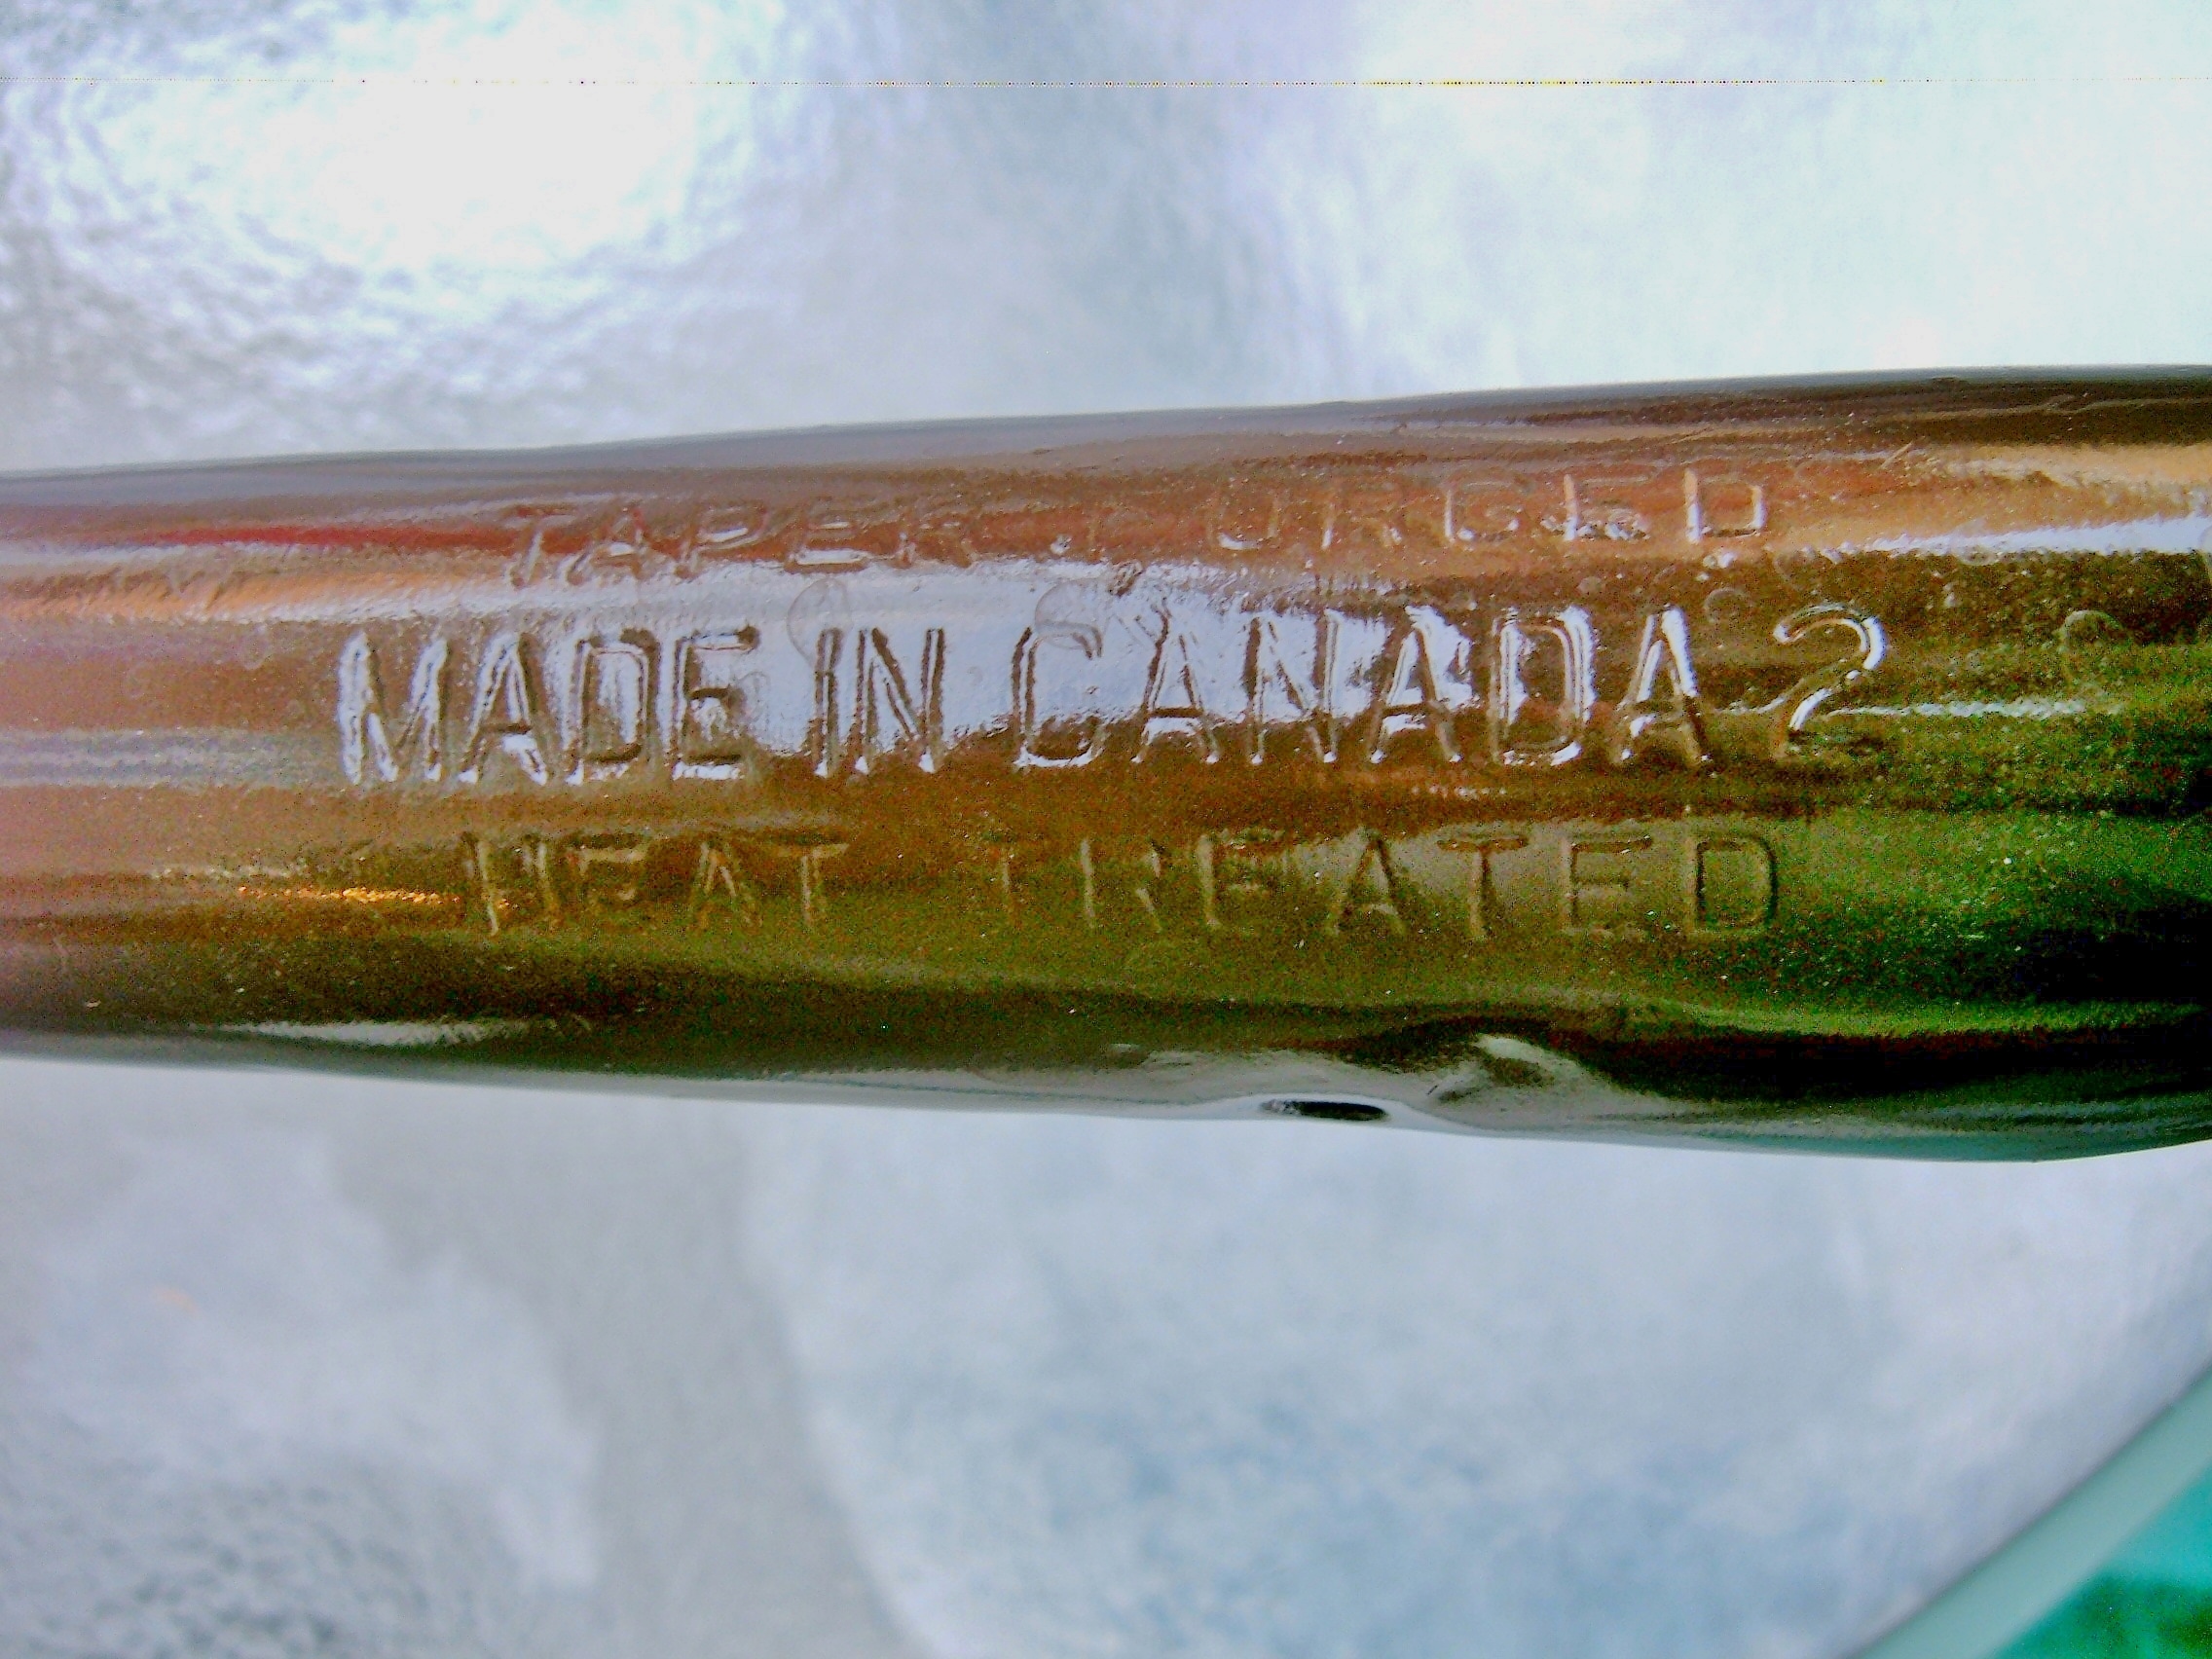 TAPER FORGED
MADE IN CANADA 2
HEAT TREATED